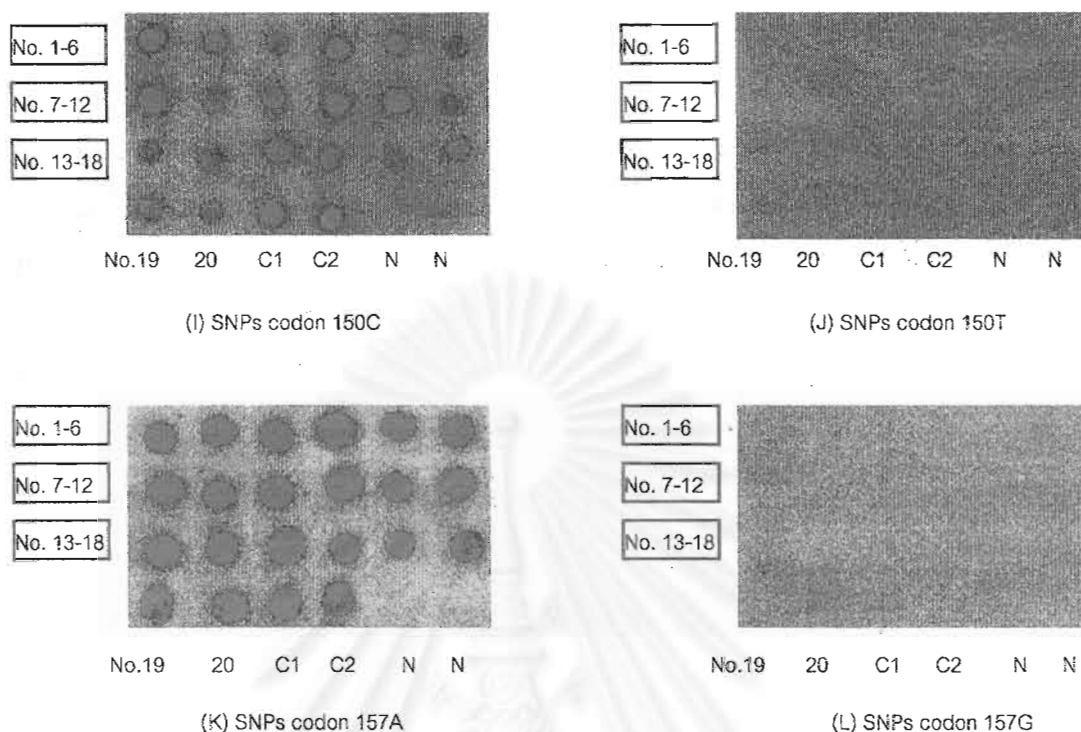 No. 1-6
No. 7-12
No. 13-18
No.19 20 C1 C2 N N
(I) SNPs codon 150C
No. 1-6
No. 7-12
No. 13-18
No.19 20 C1 C2 N N
(J) SNPs codon 150T
No. 1-6
No. 7-12
No. 13-18
No.19 20 C1 C2 N N
(K) SNPs codon 157A
No. 1-6
No. 7-12
No. 13-18
No.19 20 C1 C2 N N
(L) SNPs codon 157G